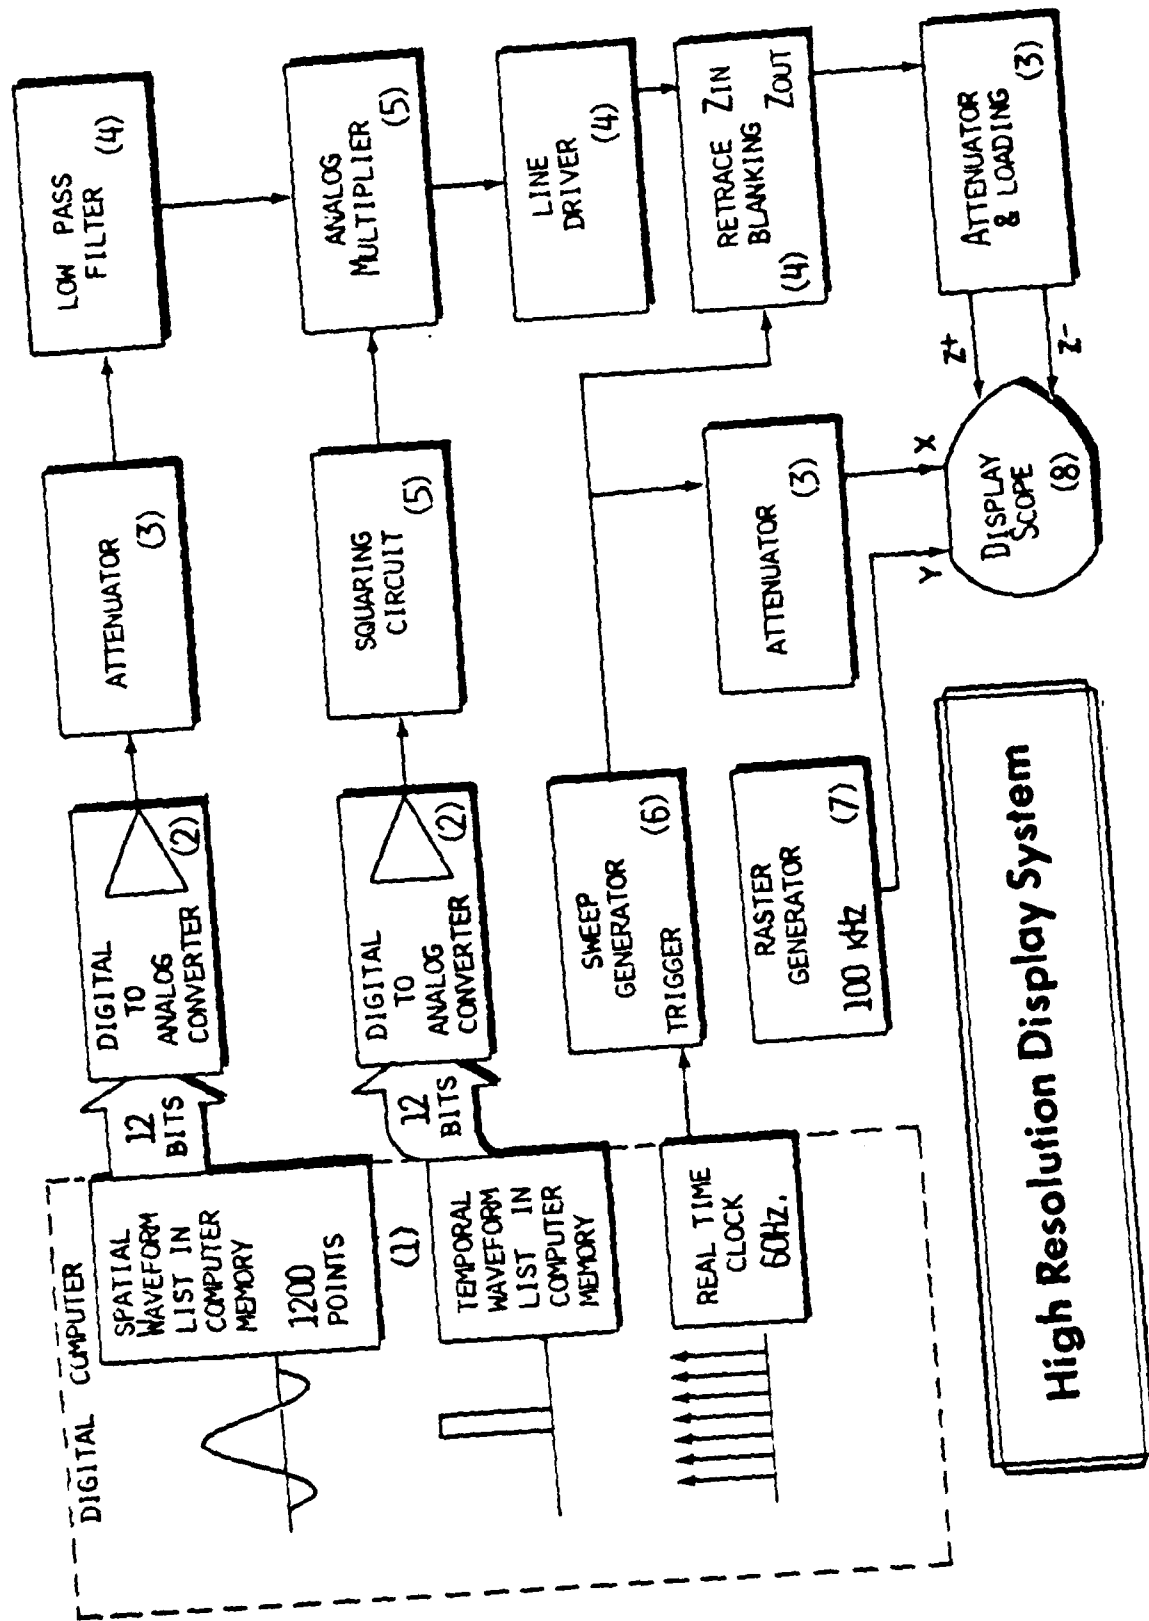 DIGITAL COMPUTER
SPATIAL
WAVEFORM
LIST IN
COMPUTER
MEMORY
1200
POINTS
(1)
TEMPORAL
WAVEFORM
LIST IN
COMPUTER
MEMORY
REAL TIME
CLOCK
60HZ.
12
BITS
DIGITAL
TO
ANALOG
CONVERTER
(2)
ATTENUATOR
(3)
LOW PASS
FILTER
(4)
12
BITS
DIGITAL
TO
ANALOG
CONVERTER
(2)
SQUARING
CIRCUIT
(5)
ANALOG
MULTIPLIER
(5)
LINE
DRIVER
(4)
SWEEP
GENERATOR
(6)
TRIGGER
RETRACE ZIN
BLANKING
(4) ZOUT
RASTER
GENERATOR
100 KHZ (7)
ATTENUATOR
(3)
ATTENUATOR
& LOADING
(3)
Y
X
Z+
Z-
DISPLAY
SCOPE
(8)
High Resolution Display System